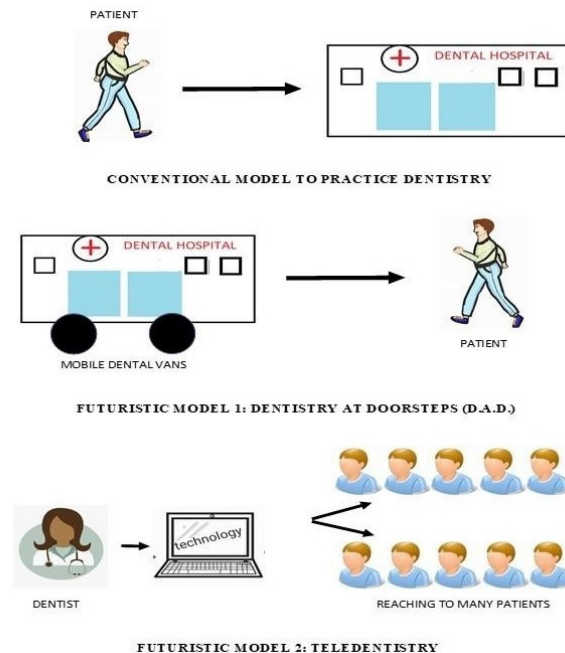 PATIENT
DENTAL HOSPITAL
CONVENTIONAL MODEL TO PRACTICE DENTISTRY
DENTAL HOSPITAL
MOBILE DENTAL VANS
PATIENT
FUTURISTIC MODEL 1: DENTISTRY AT DOORSTEPS (D.A.D.)
technology
DENTIST
REACHING TO MANY PATIENTS
FUTURISTIC MODEL 2: TELEDENTISTRY